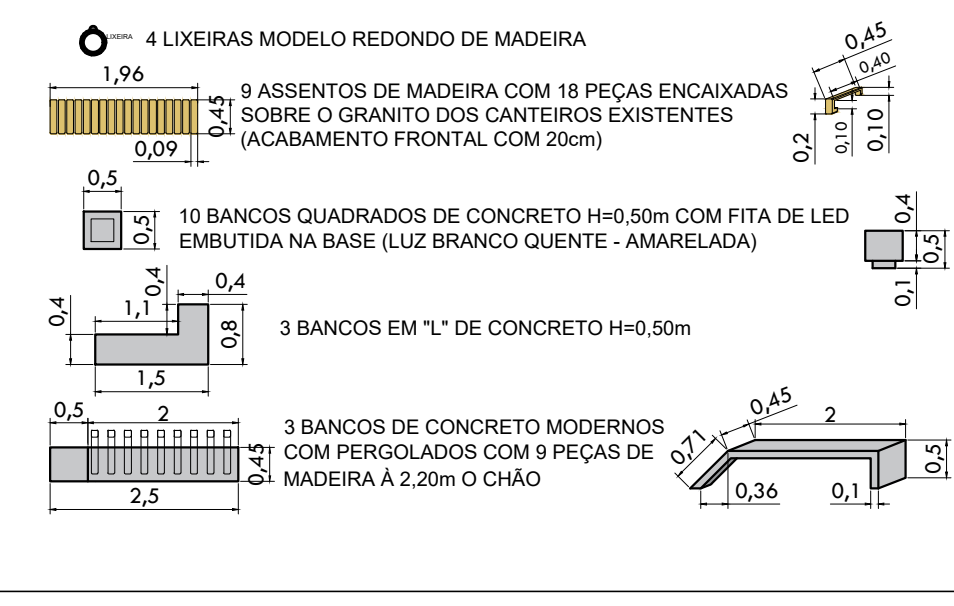 LIXEIRA
4 LIXEIRAS MODELO REDONDO DE MADEIRA
1,96
0,45
0,09
9 ASSENTOS DE MADEIRA COM 18 PEÇAS ENCAIXADAS
SOBRE O GRANITO DOS CANTEIROS EXISTENTES
(ACABAMENTO FRONTAL COM 20cm)
0,45
0,40
0,2
0,10
0,10
0,5
0,5
10 BANCOS QUADRADOS DE CONCRETO H=0,50m COM FITA DE LED
EMBUTIDA NA BASE (LUZ BRANCO QUENTE - AMARELADA)
0,4
0,5
0,1
0,4
0,4
0,4
1,1
0,8
1,5
3 BANCOS EM "L" DE CONCRETO H=0,50m
0,5
2
0,45
2,5
3 BANCOS DE CONCRETO MODERNOS
COM PERGOLADOS COM 9 PEÇAS DE
MADEIRA À 2,20m O CHÃO
0,45
2
0,71
0,5
0,36
0,1